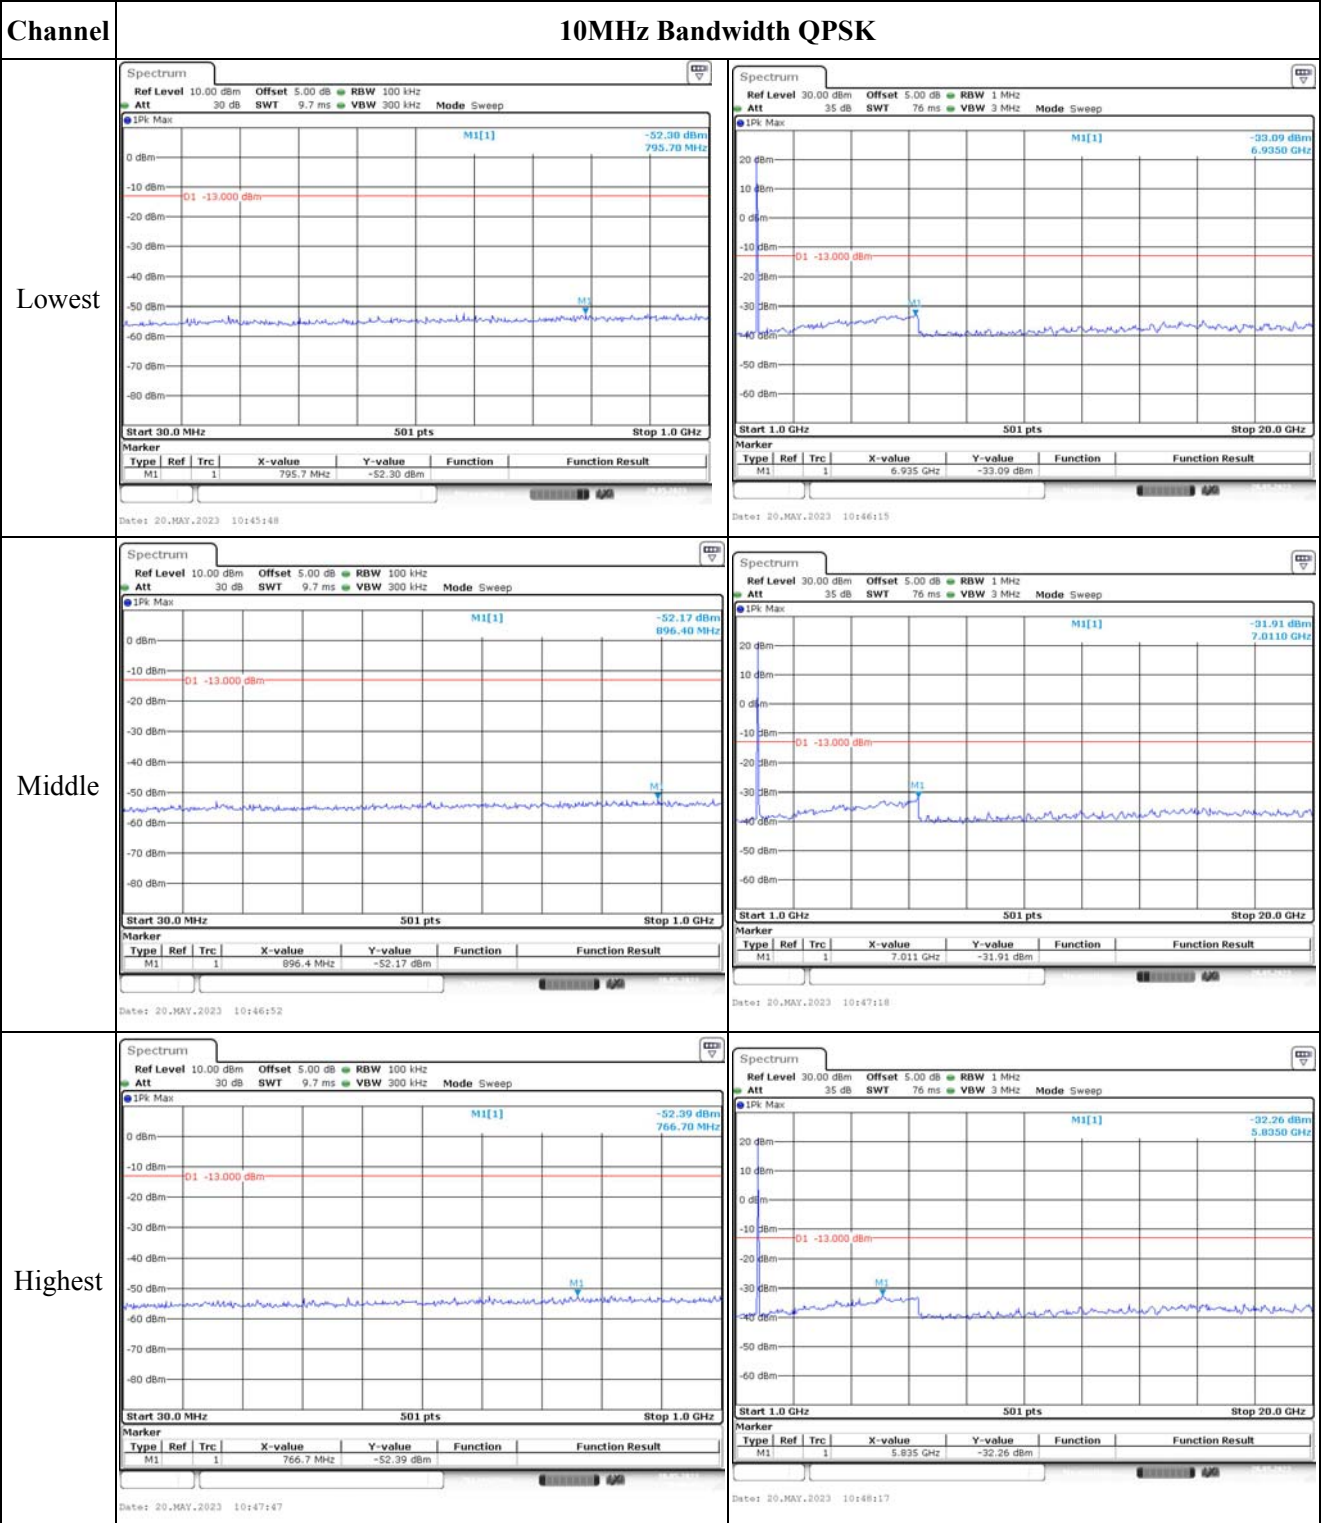 Channel 10MHz Bandwidth QPSK
Lowest
Spectrum
Ref Level 10.00 dBm Offset 5.00 dB RBW 100 kHz
Att 30 dB SWT 9.7 ms VBW 300 kHz Mode Sweep
1Pk Max
M1[1] -52.30 dBm
795.70 MHz
0 dBm
-10 dBm
D1 -13.000 dBm
-20 dBm
-30 dBm
-40 dBm
M1
-50 dBm
-60 dBm
-70 dBm
-80 dBm
Start 30.0 MHz 501 pts Stop 1.0 GHz
Marker
Type Ref Trc X-value Y-value Function Function Result
M1 1 795.7 MHz -52.30 dBm
Date: 20.MAY.2023 10:45:48
Spectrum
Ref Level 30.00 dBm Offset 5.00 dB RBW 1 MHz
Att 35 dB SWT 76 ms VBW 3 MHz Mode Sweep
1Pk Max
M1[1] -33.09 dBm
6.9350 GHz
20 dBm
10 dBm
0 dBm
-10 dBm
D1 -13.000 dBm
-20 dBm
-30 dBm
M1
-40 dBm
-50 dBm
-60 dBm
Start 1.0 GHz 501 pts Stop 20.0 GHz
Marker
Type Ref Trc X-value Y-value Function Function Result
M1 1 6.935 GHz -33.09 dBm
Date: 20.MAY.2023 10:46:15
Middle
Spectrum
Ref Level 10.00 dBm Offset 5.00 dB RBW 100 kHz
Att 30 dB SWT 9.7 ms VBW 300 kHz Mode Sweep
1Pk Max
M1[1] -52.17 dBm
896.40 MHz
0 dBm
-10 dBm
D1 -13.000 dBm
-20 dBm
-30 dBm
-40 dBm
M1
-50 dBm
-60 dBm
-70 dBm
-80 dBm
Start 30.0 MHz 501 pts Stop 1.0 GHz
Marker
Type Ref Trc X-value Y-value Function Function Result
M1 1 896.4 MHz -52.17 dBm
Date: 20.MAY.2023 10:46:52
Spectrum
Ref Level 30.00 dBm Offset 5.00 dB RBW 1 MHz
Att 35 dB SWT 76 ms VBW 3 MHz Mode Sweep
1Pk Max
M1[1] -31.91 dBm
7.0110 GHz
20 dBm
10 dBm
0 dBm
-10 dBm
D1 -13.000 dBm
-20 dBm
-30 dBm
M1
-40 dBm
-50 dBm
-60 dBm
Start 1.0 GHz 501 pts Stop 20.0 GHz
Marker
Type Ref Trc X-value Y-value Function Function Result
M1 1 7.011 GHz -31.91 dBm
Date: 20.MAY.2023 10:47:18
Highest
Spectrum
Ref Level 10.00 dBm Offset 5.00 dB RBW 100 kHz
Att 30 dB SWT 9.7 ms VBW 300 kHz Mode Sweep
1Pk Max
M1[1] -52.39 dBm
766.70 MHz
0 dBm
-10 dBm
D1 -13.000 dBm
-20 dBm
-30 dBm
-40 dBm
M1
-50 dBm
-60 dBm
-70 dBm
-80 dBm
Start 30.0 MHz 501 pts Stop 1.0 GHz
Marker
Type Ref Trc X-value Y-value Function Function Result
M1 1 766.7 MHz -52.39 dBm
Date: 20.MAY.2023 10:47:47
Spectrum
Ref Level 30.00 dBm Offset 5.00 dB RBW 1 MHz
Att 35 dB SWT 76 ms VBW 3 MHz Mode Sweep
1Pk Max
M1[1] -32.26 dBm
5.8350 GHz
20 dBm
10 dBm
0 dBm
-10 dBm
D1 -13.000 dBm
-20 dBm
-30 dBm
M1
-40 dBm
-50 dBm
-60 dBm
Start 1.0 GHz 501 pts Stop 20.0 GHz
Marker
Type Ref Trc X-value Y-value Function Function Result
M1 1 5.835 GHz -32.26 dBm
Date: 20.MAY.2023 10:48:17